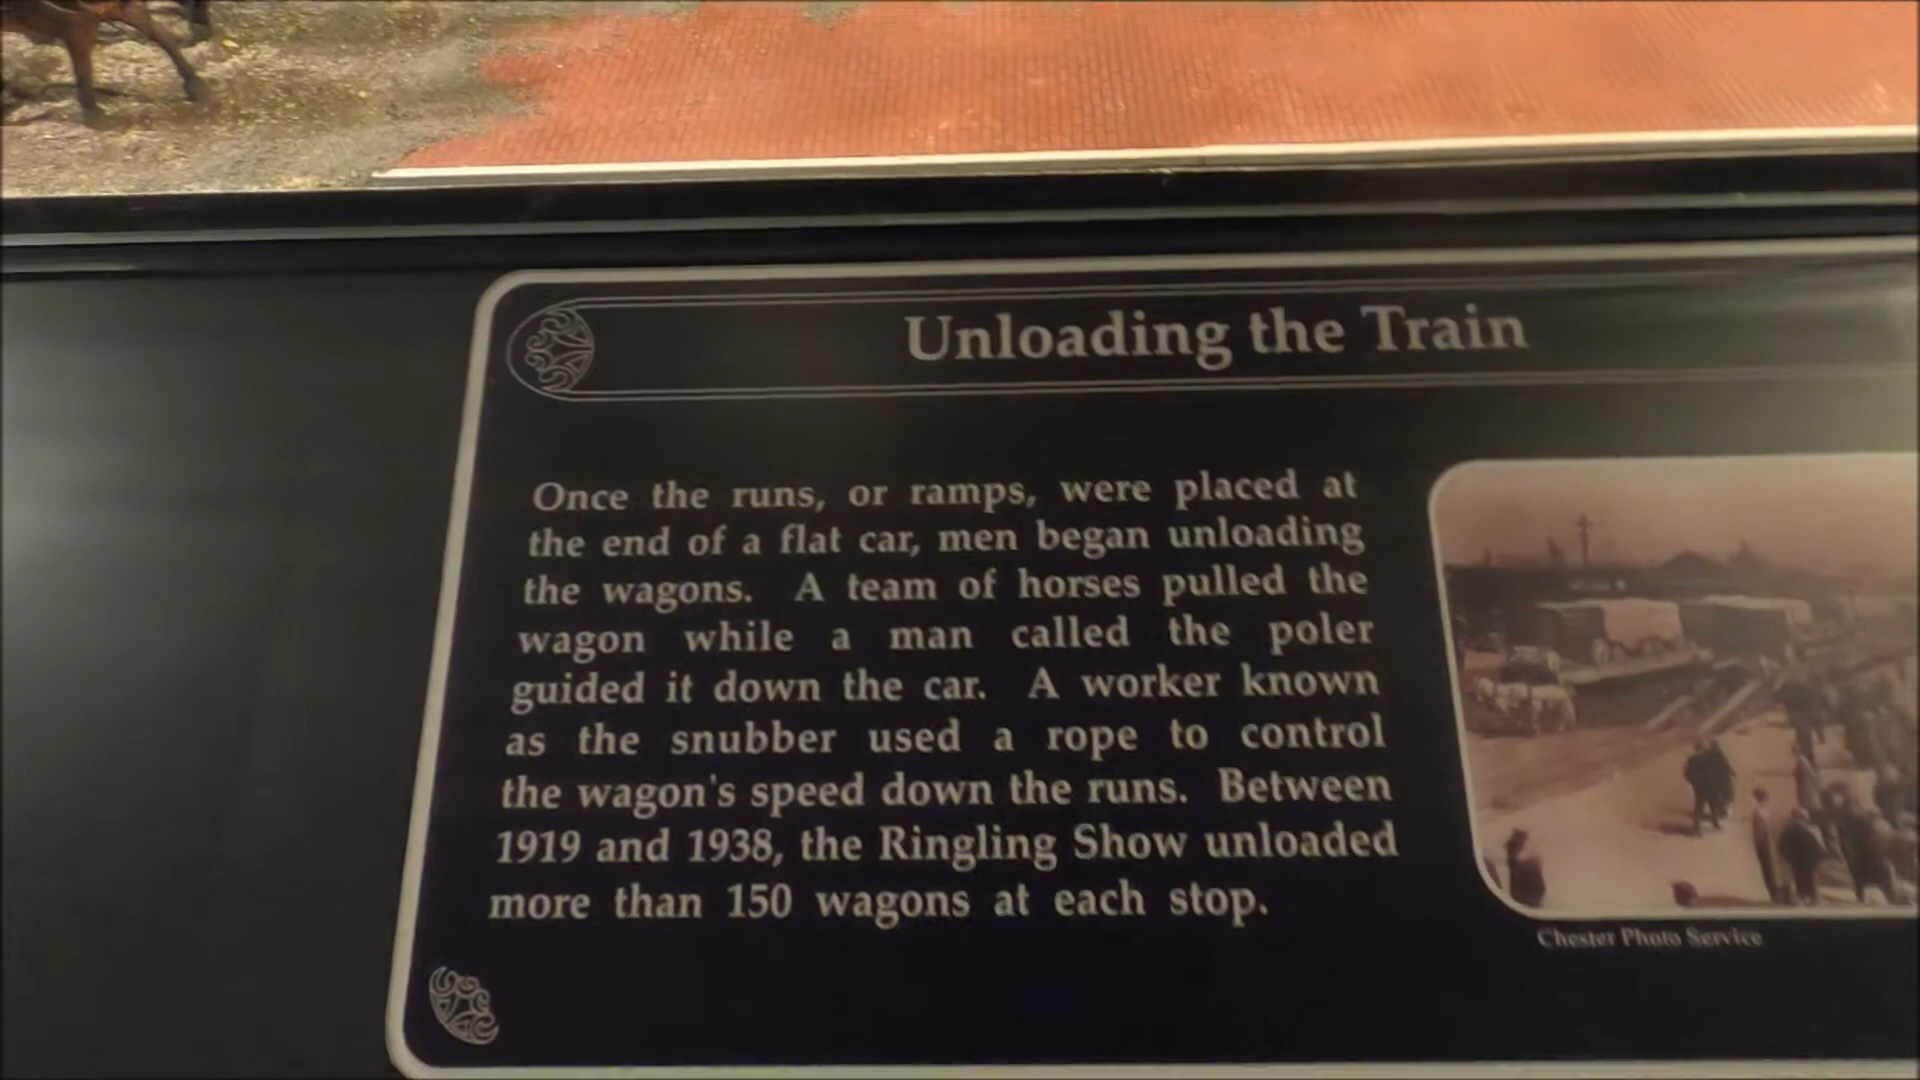 Unloading the Train
Once the runs, or ramps, were placed at
the end of a flat car, men began unloading
the wagons. A team of horses pulled the
wagon while a man called the poler
guided it down the car. A worker known
as the snubber used a rope to control
the wagon's speed down the runs. Between
1919 and 1938, the Ringling Show unloaded
more than 150 wagons at each stop.
Chester Photo Service